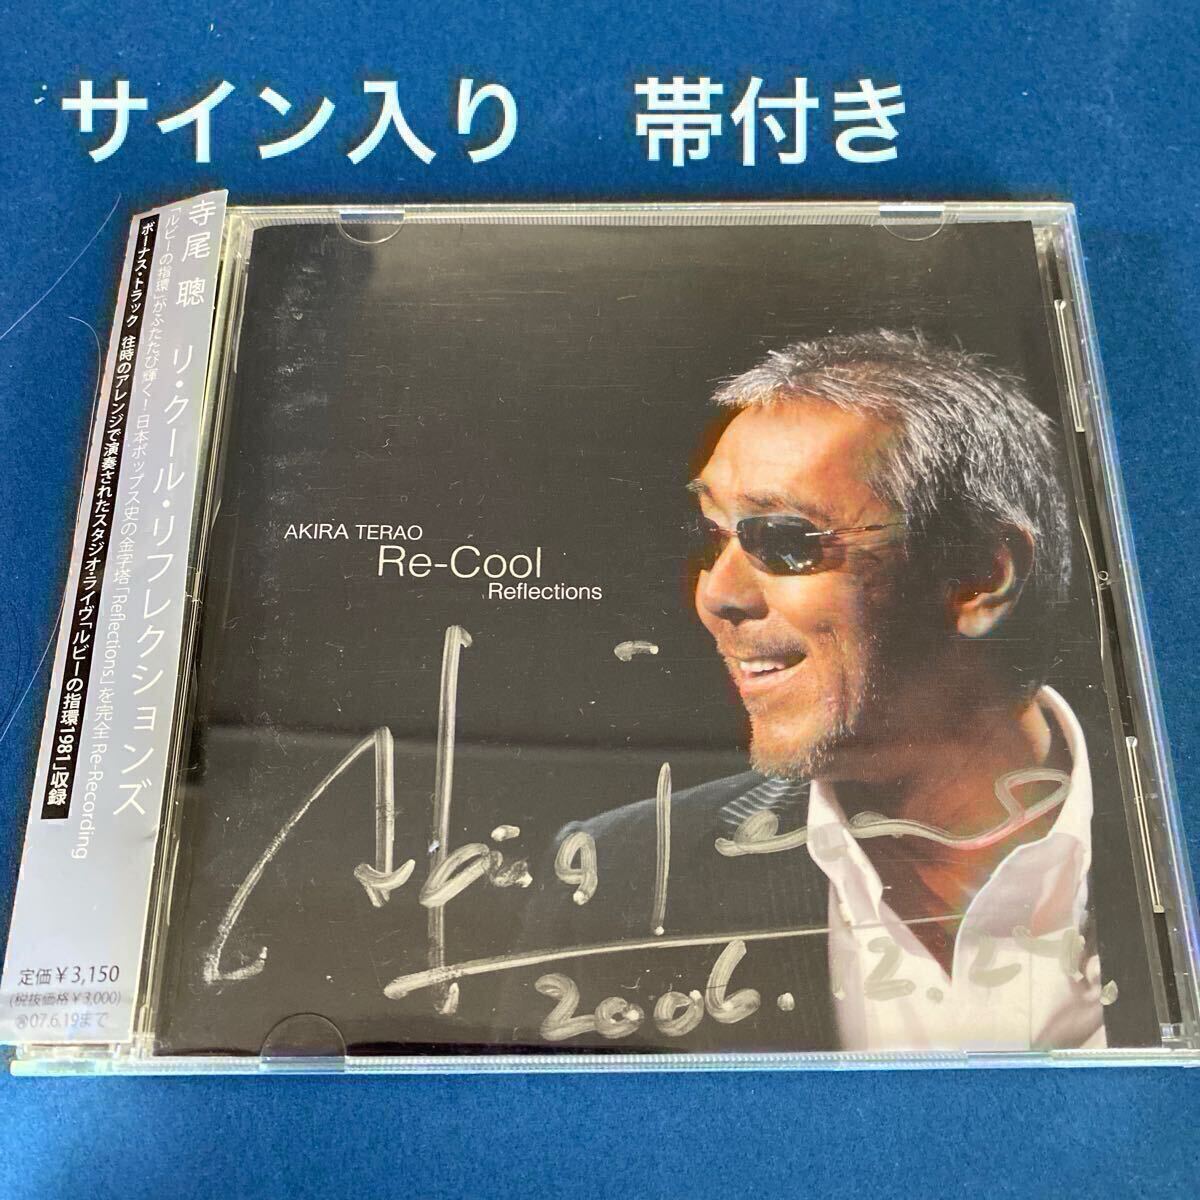 サイン入り　帯付き
寺尾 聰　リ・クール・リフレクションズ
「ルビーの指環」がふたたび輝く！日本ポップス史の金字塔「Reflections」を完全 Re-Recording
ボーナス・トラック 往時のアレンジで演奏されたスタジオ・ライヴ「ルビーの指環1981」収録
定価￥3,150
(税抜価格￥3,000)
07.6.19まで
AKIRA TERAO
Re-Cool
Reflections
Akira Terao
2006.12.24.